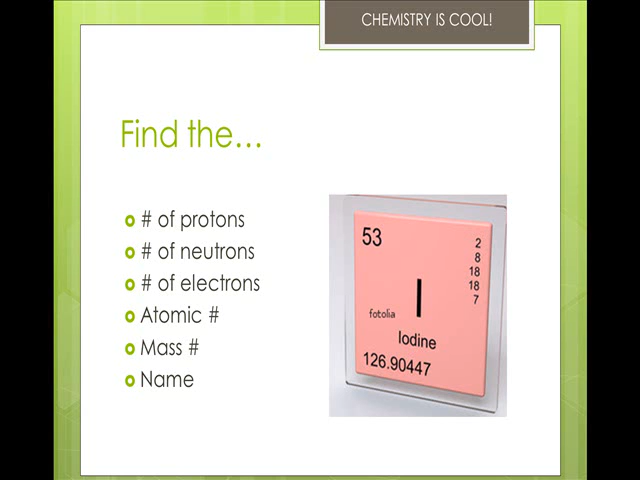 CHEMISTRY IS COOL!
Find the...
# of protons
# of neutrons
# of electrons
Atomic #
Mass #
Name
53
2
8
18
18
7
I
fotolia
Iodine
126.90447